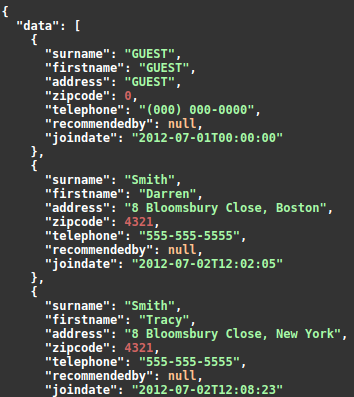 {
  "data": [
    {
      "surname": "GUEST",
      "firstname": "GUEST",
      "address": "GUEST",
      "zipcode": 0,
      "telephone": "(000) 000-0000",
      "recommendedby": null,
      "joindate": "2012-07-01T00:00:00"
    },
    {
      "surname": "Smith",
      "firstname": "Darren",
      "address": "8 Bloomsbury Close, Boston",
      "zipcode": 4321,
      "telephone": "555-555-5555",
      "recommendedby": null,
      "joindate": "2012-07-02T12:02:05"
    },
    {
      "surname": "Smith",
      "firstname": "Tracy",
      "address": "8 Bloomsbury Close, New York",
      "zipcode": 4321,
      "telephone": "555-555-5555",
      "recommendedby": null,
      "joindate": "2012-07-02T12:08:23"